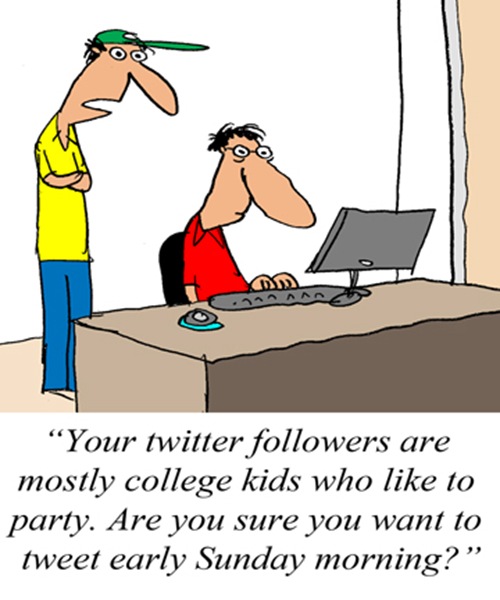 “Your twitter followers are
mostly college kids who like to
party. Are you sure you want to
tweet early Sunday morning?”